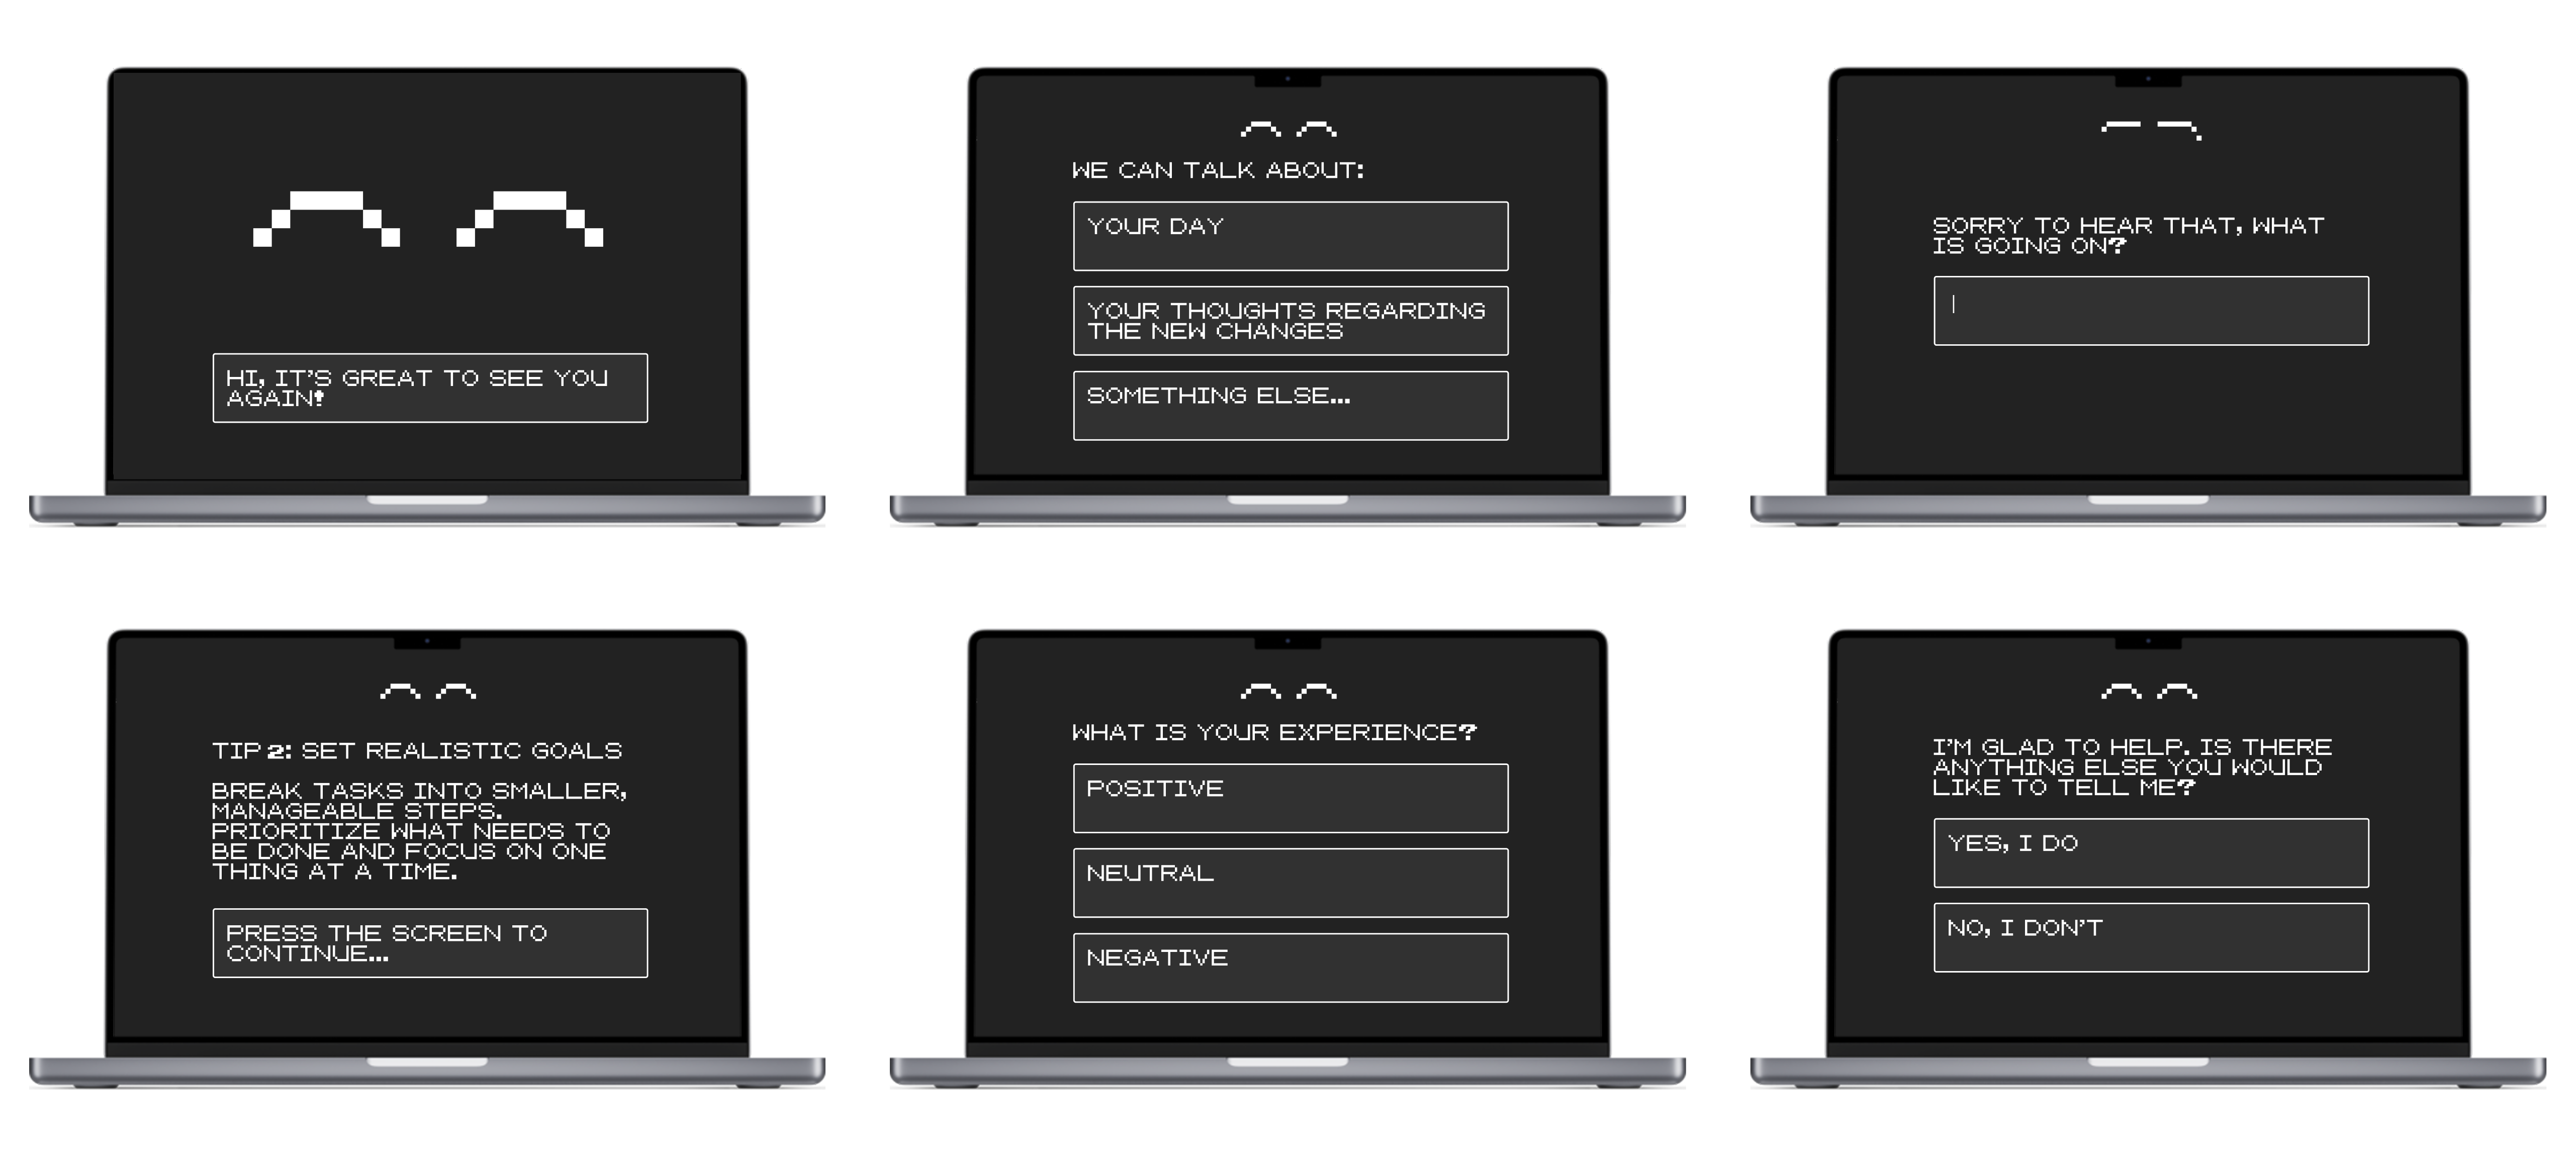 HI, IT'S GREAT TO SEE YOU
AGAIN!
WE CAN TALK ABOUT:
YOUR DAY
YOUR THOUGHTS REGARDING
THE NEW CHANGES
SOMETHING ELSE...
SORRY TO HEAR THAT, WHAT
IS GOING ON?
TIP 2: SET REALISTIC GOALS
BREAK TASKS INTO SMALLER,
MANAGEABLE STEPS.
PRIORITIZE WHAT NEEDS TO
BE DONE AND FOCUS ON ONE
THING AT A TIME.
PRESS THE SCREEN TO
CONTINUE...
WHAT IS YOUR EXPERIENCE?
POSITIVE
NEUTRAL
NEGATIVE
I'M GLAD TO HELP. IS THERE
ANYTHING ELSE YOU WOULD
LIKE TO TELL ME?
YES, I DO
NO, I DON'T